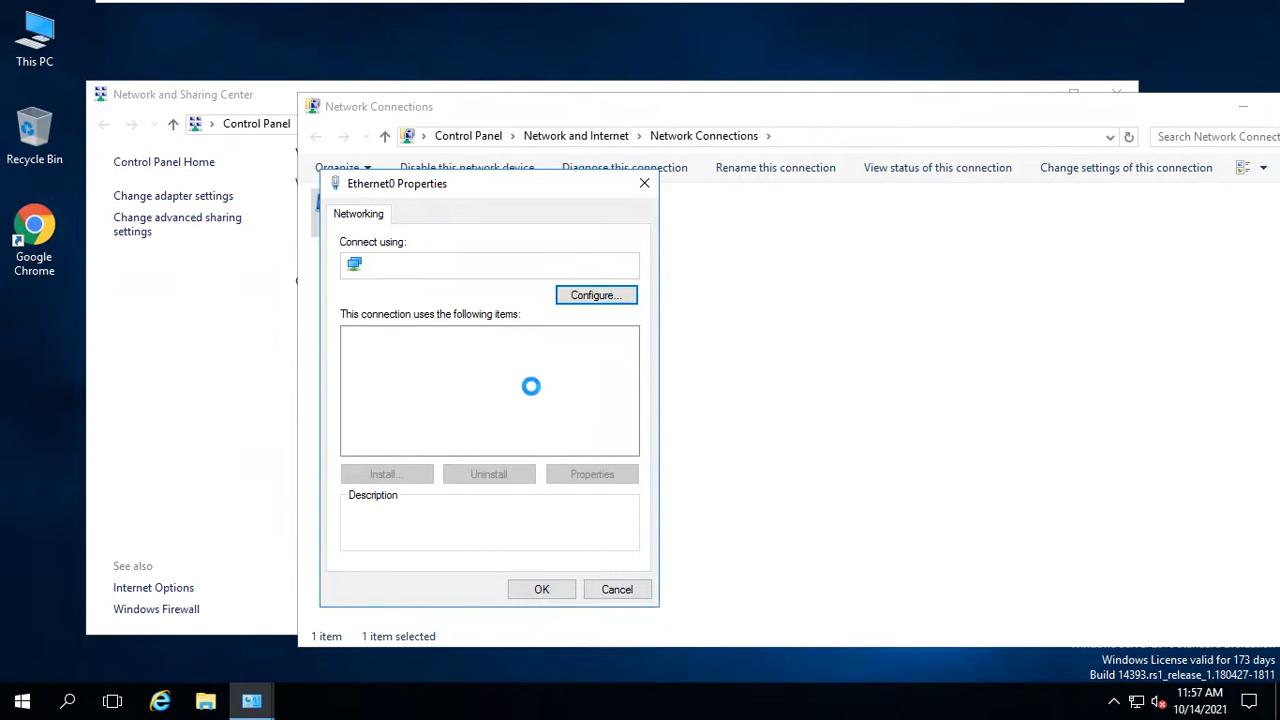 This PC
Recycle Bin
Google
Chrome
Network and Sharing Center
Control Panel
Control Panel Home
Change adapter settings
Change advanced sharing
settings
See also
Internet Options
Windows Firewall
Network Connections
Control Panel > Network and Internet > Network Connections >
Search Network Connect
Organize
Disable this network device
Diagnose this connection
Rename this connection
View status of this connection
Change settings of this connection
Ethernet0 Properties
Networking
Connect using:
Configure...
This connection uses the following items:
Install...
Uninstall
Properties
Description
OK
Cancel
1 item
1 item selected
Windows License valid for 173 days
Build 14393.rs1_release_1.180427-1811
11:57 AM
10/14/2021